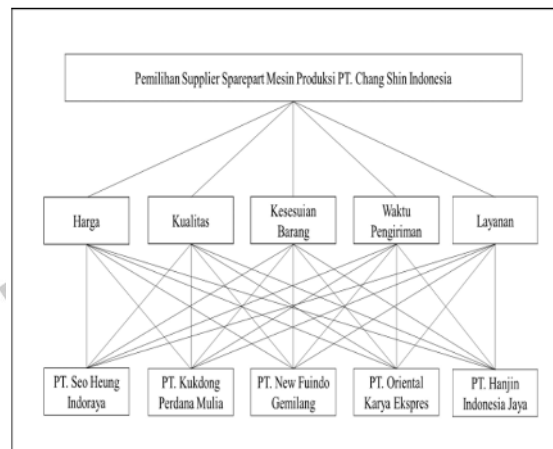 Pemilihan Supplier Sparepart Mesin Produksi PT. Chang Shin Indonesia
Harga
Kualitas
Kesesuian
Barang
Waktu
Pengiriman
Layanan
PT. Seo Heung
Indoraya
PT. Kukdong
Perdana Mulia
PT. New Fuindo
Gemilang
PT. Oriental
Karya Ekspres
PT. Hanjin
Indonesia Jaya